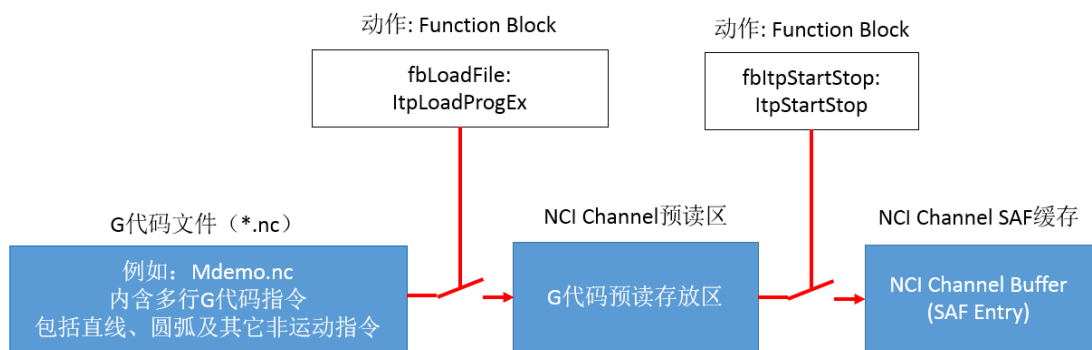 动作: Function Block
fbLoadFile:
ItpLoadProgEx
动作: Function Block
fbItpStartStop:
ItpStartStop
G代码文件（*.nc）
例如：Mdemo.nc
内含多行G代码指令
包括直线、圆弧及其它非运动指令
NCI Channel预读区
G代码预读存放区
NCI Channel SAF缓存
NCI Channel Buffer
(SAF Entry)